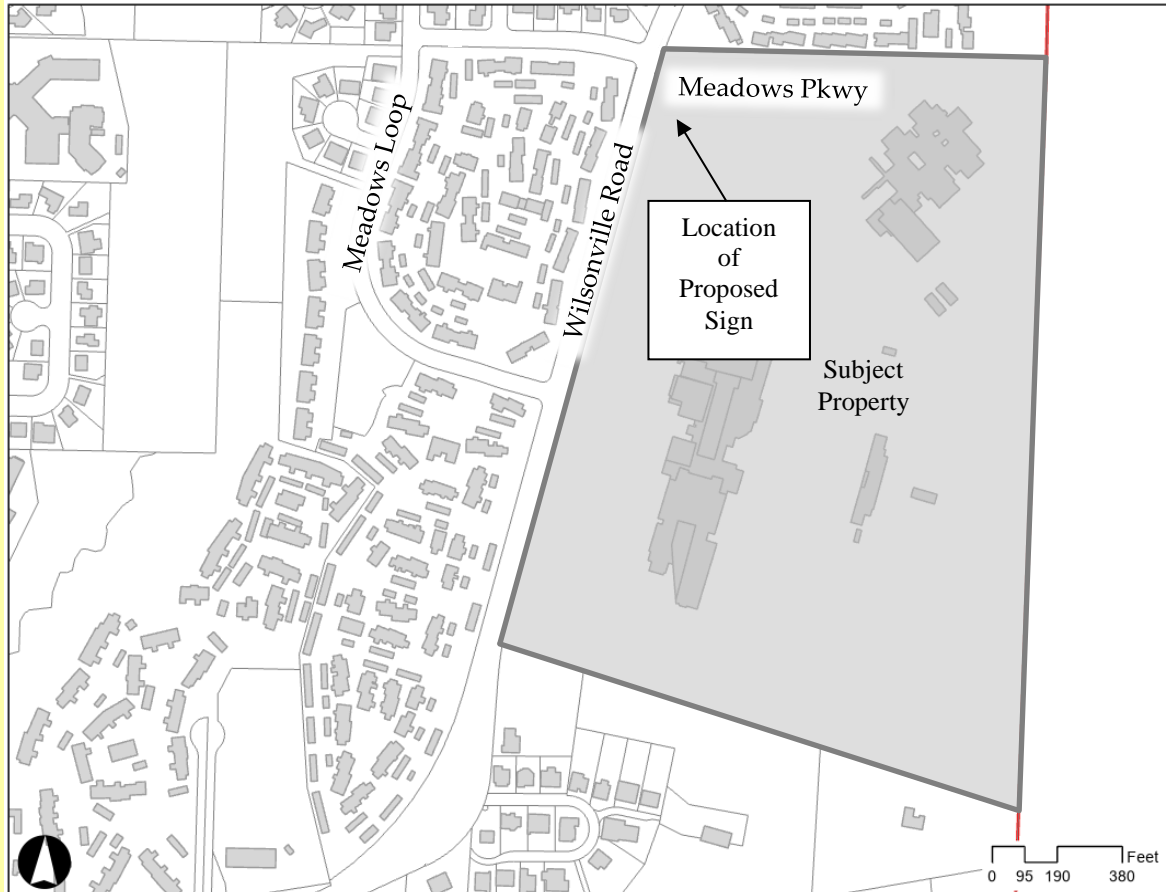 Meadows Pkwy
Meadows Loop
Wilsonville Road
Location
of
Proposed
Sign
Subject
Property
Feet
0 95 190 380